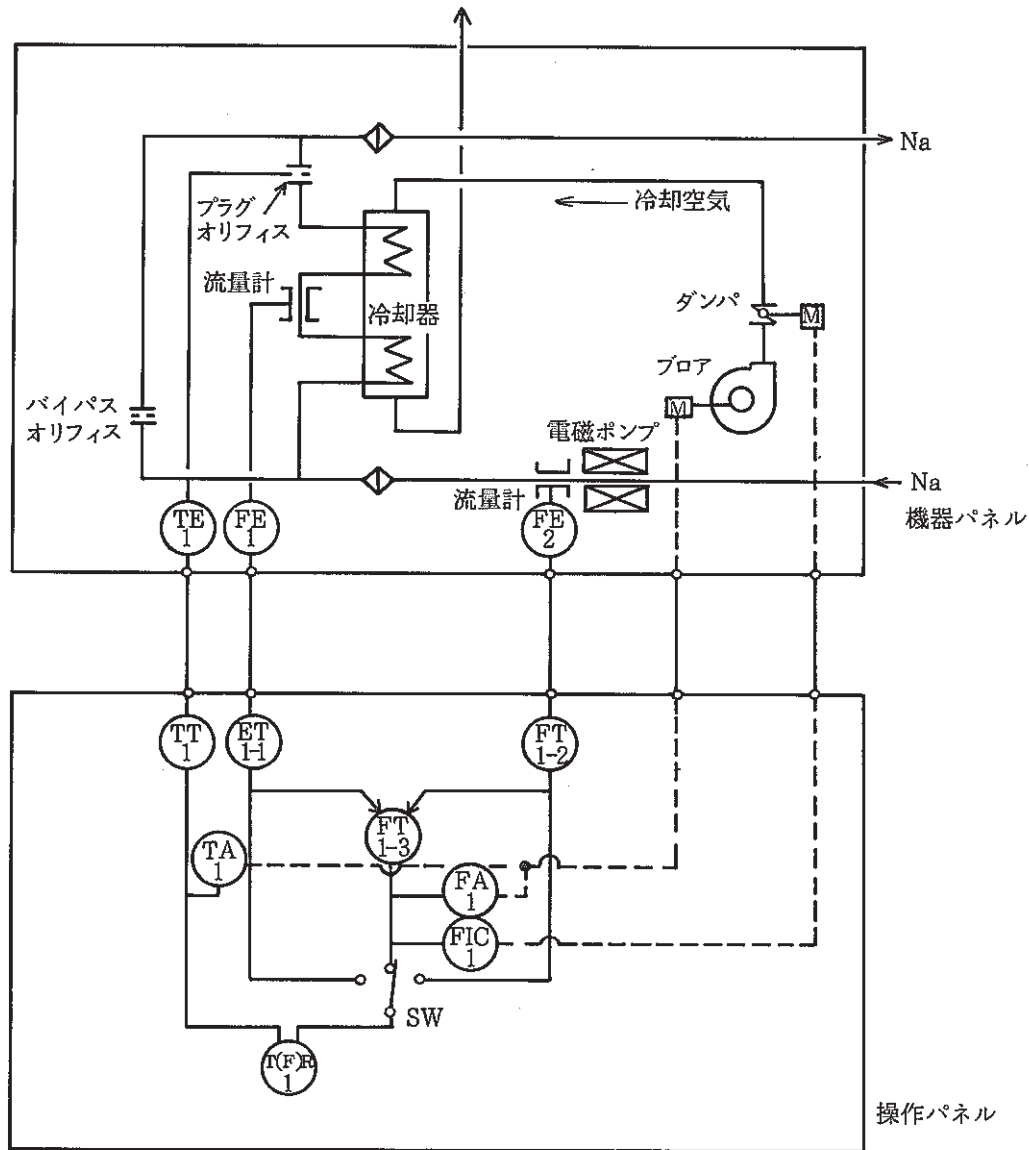 Na
プラグ
オリフィス
冷却空気
流量計
冷却器
ダンパ
M
ブロア
M
バイパス
オリフィス
電磁ポンプ
流量計
Na
機器パネル
TE
1
FE
1
FE
2
TT
1
ET
1-1
FT
1-2
FT
1-3
TA
1
FA
1
FIC
1
SW
T(F)R
1
操作パネル